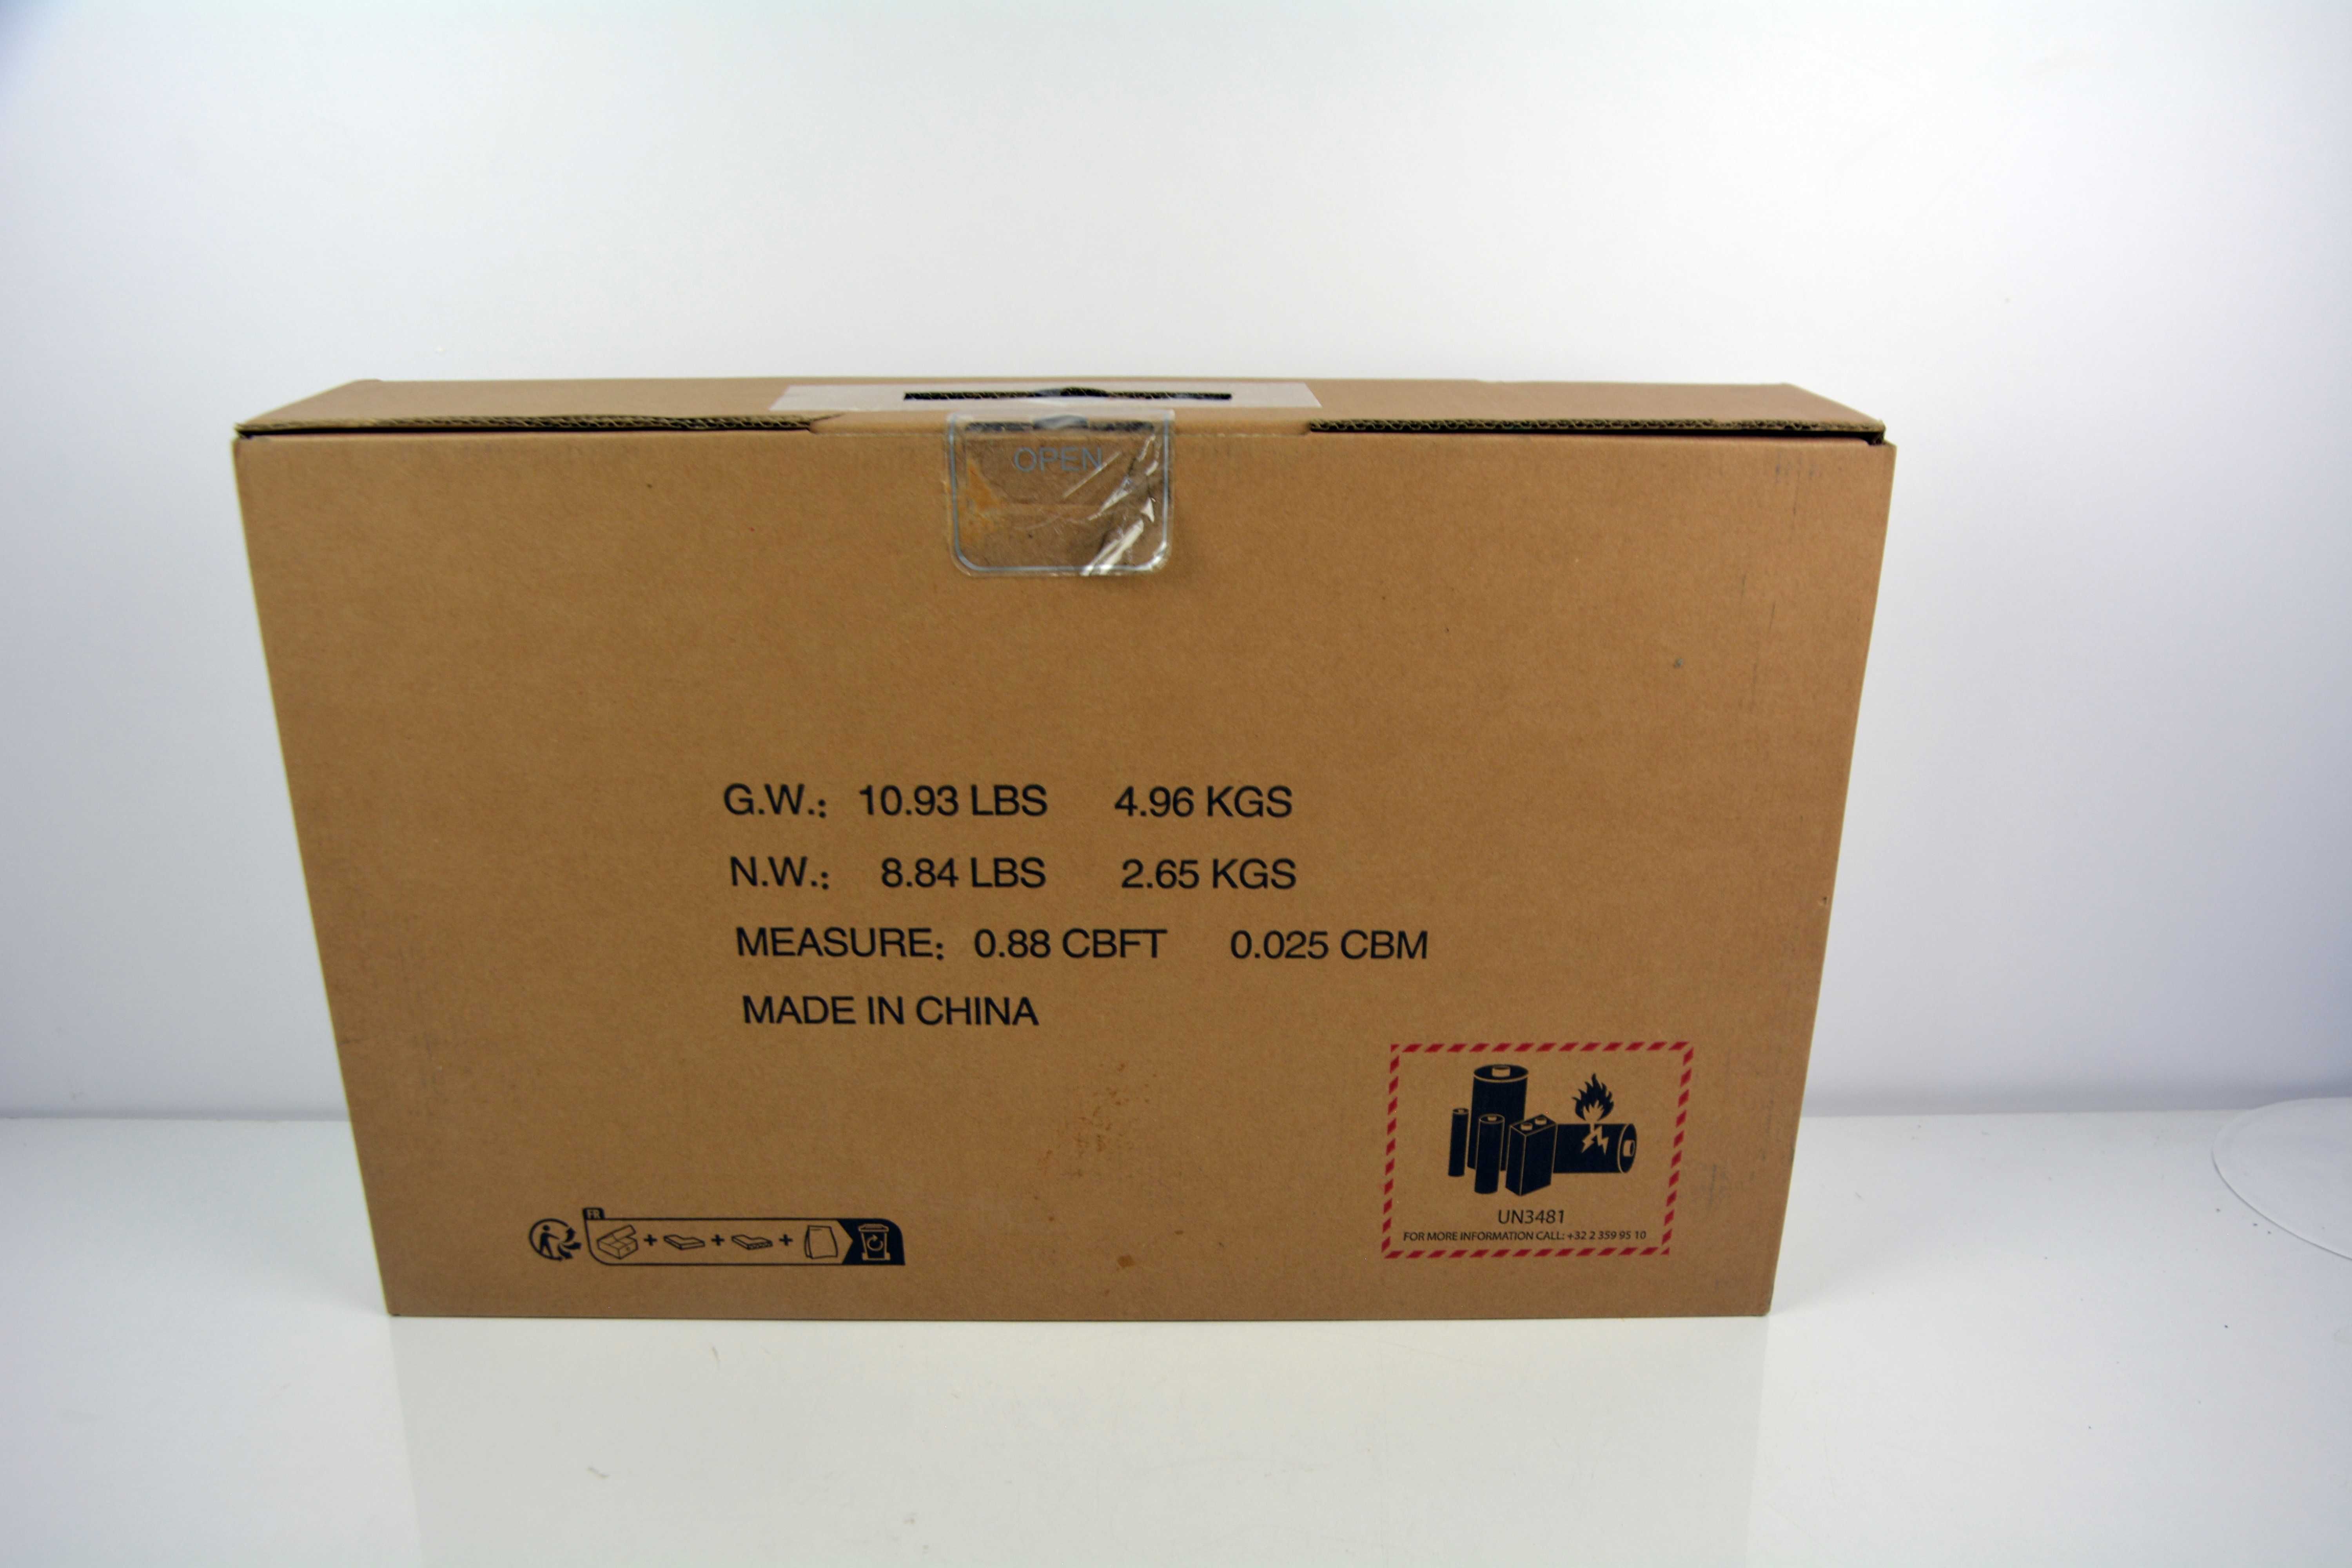 OPEN
G.W.: 10.93 LBS 4.96 KGS
N.W.: 8.84 LBS 2.65 KGS
MEASURE: 0.88 CBFT 0.025 CBM
MADE IN CHINA
FR
UN3481
FOR MORE INFORMATION CALL: +32 2 359 95 10